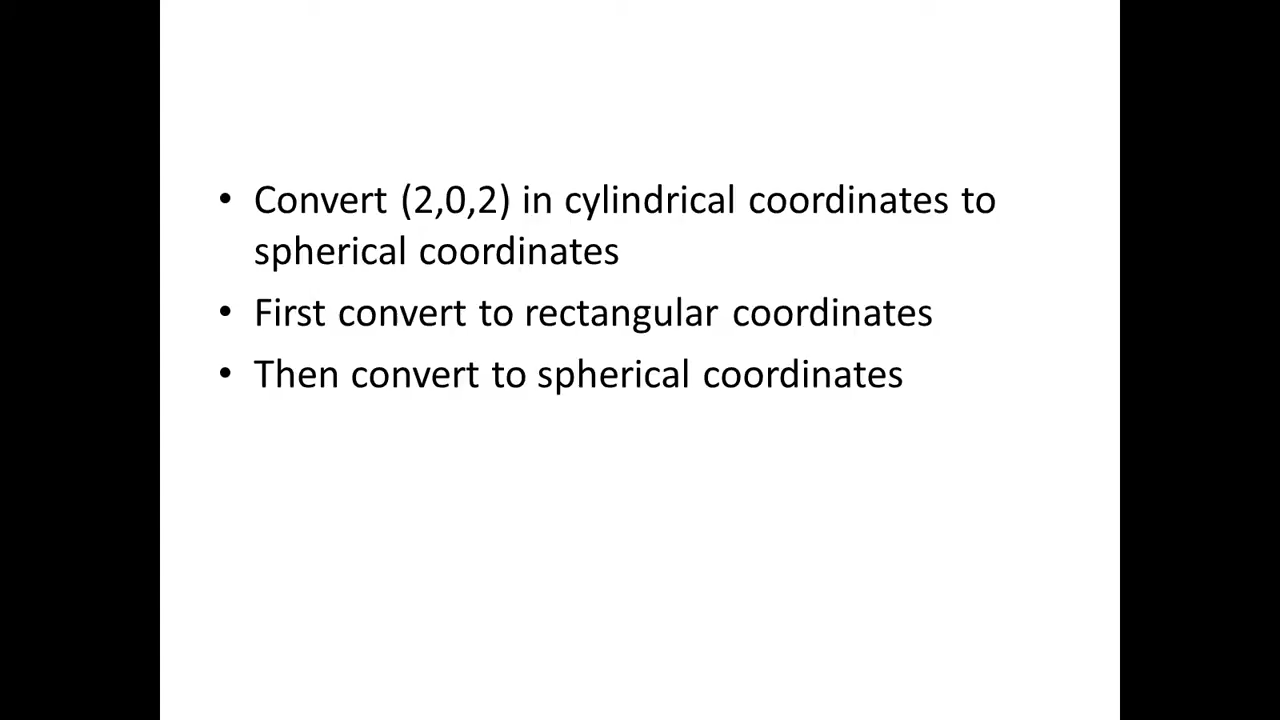 • Convert (2,0,2) in cylindrical coordinates to
spherical coordinates
• First convert to rectangular coordinates
• Then convert to spherical coordinates